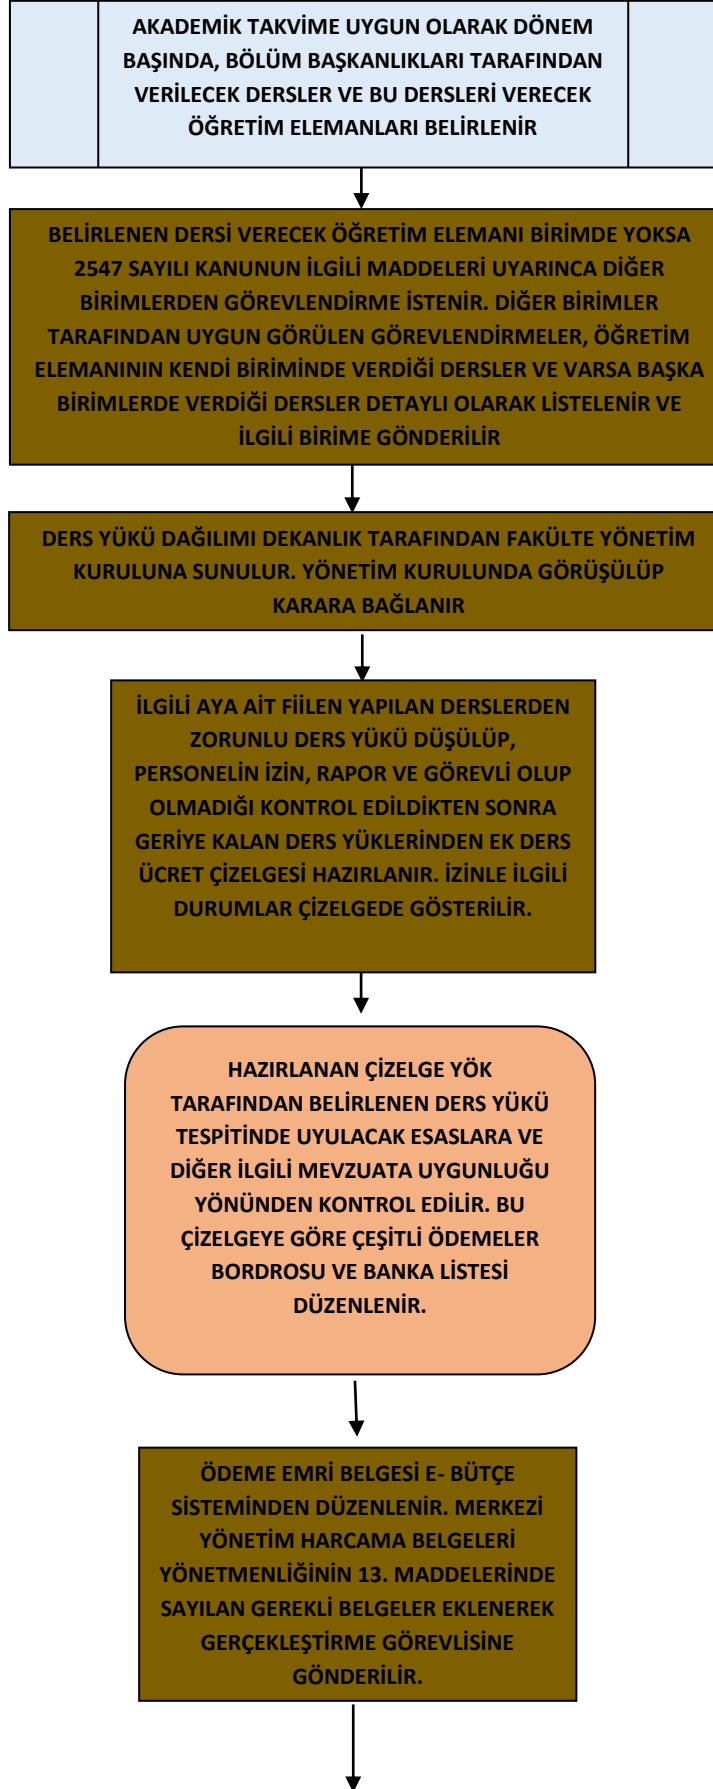 AKADEMİK TAKVİME UYGUN OLARAK DÖNEM
BAŞINDA, BÖLÜM BAŞKANLIKLARI TARAFINDAN
VERİLECEK DERSLER VE BU DERSLERİ VERECEK
ÖĞRETİM ELEMANLARI BELİRLENİR
BELİRLENEN DERSİ VERECEK ÖĞRETİM ELEMANI BİRİMDE YOKSA
2547 SAYILI KANUNUN İLGİLİ MADDELERİ UYARINCA DİĞER
BİRİMLERDEN GÖREVLENDİRME İSTENİR. DİĞER BİRİMLER
TARAFINDAN UYGUN GÖRÜLEN GÖREVLENDİRMELER, ÖĞRETİM
ELEMANININ KENDİ BİRİMİNDE VERDİĞİ DERSLER VE VARSA BAŞKA
BİRİMLERDE VERDİĞİ DERSLER DETAYLI OLARAK LİSTELENİR VE
İLGİLİ BİRİME GÖNDERİLİR
DERS YÜKÜ DAĞILIMI DEKANLIK TARAFINDAN FAKÜLTE YÖNETİM
KURULUNA SUNULUR. YÖNETİM KURULUNDA GÖRÜŞÜLÜP
KARARA BAĞLANIR
İLGİLİ AYA AİT FİİLEN YAPILAN DERSLERDEN
ZORUNLU DERS YÜKÜ DÜŞÜLÜP,
PERSONELİN İZİN, RAPOR VE GÖREVLİ OLUP
OLMADIĞI KONTROL EDİLDİKTEN SONRA
GERİYE KALAN DERS YÜKLERİNDEN EK DERS
ÜCRET ÇİZELGESİ HAZIRLANIR. İZİNLE İLGİLİ
DURUMLAR ÇİZELGEDE GÖSTERİLİR.
HAZIRLANAN ÇİZELGE YÖK
TARAFINDAN BELİRLENEN DERS YÜKÜ
TESPİTİNDE UYULACAK ESASLARA VE
DİĞER İLGİLİ MEVZUATA UYGUNLUĞU
YÖNÜNDEN KONTROL EDİLİR. BU
ÇİZELGEYE GÖRE ÇEŞİTLİ ÖDEMELER
BORDROSU VE BANKA LİSTESİ
DÜZENLENİR.
ÖDEME EMRİ BELGESİ E- BÜTÇE
SİSTEMİNDEN DÜZENLENİR. MERKEZİ
YÖNETİM HARCAMA BELGELERİ
YÖNETMENLİĞİNİN 13. MADDELERİNDE
SAYILAN GEREKLİ BELGELER EKLENEREK
GERÇEKLEŞTİRME GÖREVLİSİNE
GÖNDERİLİR.